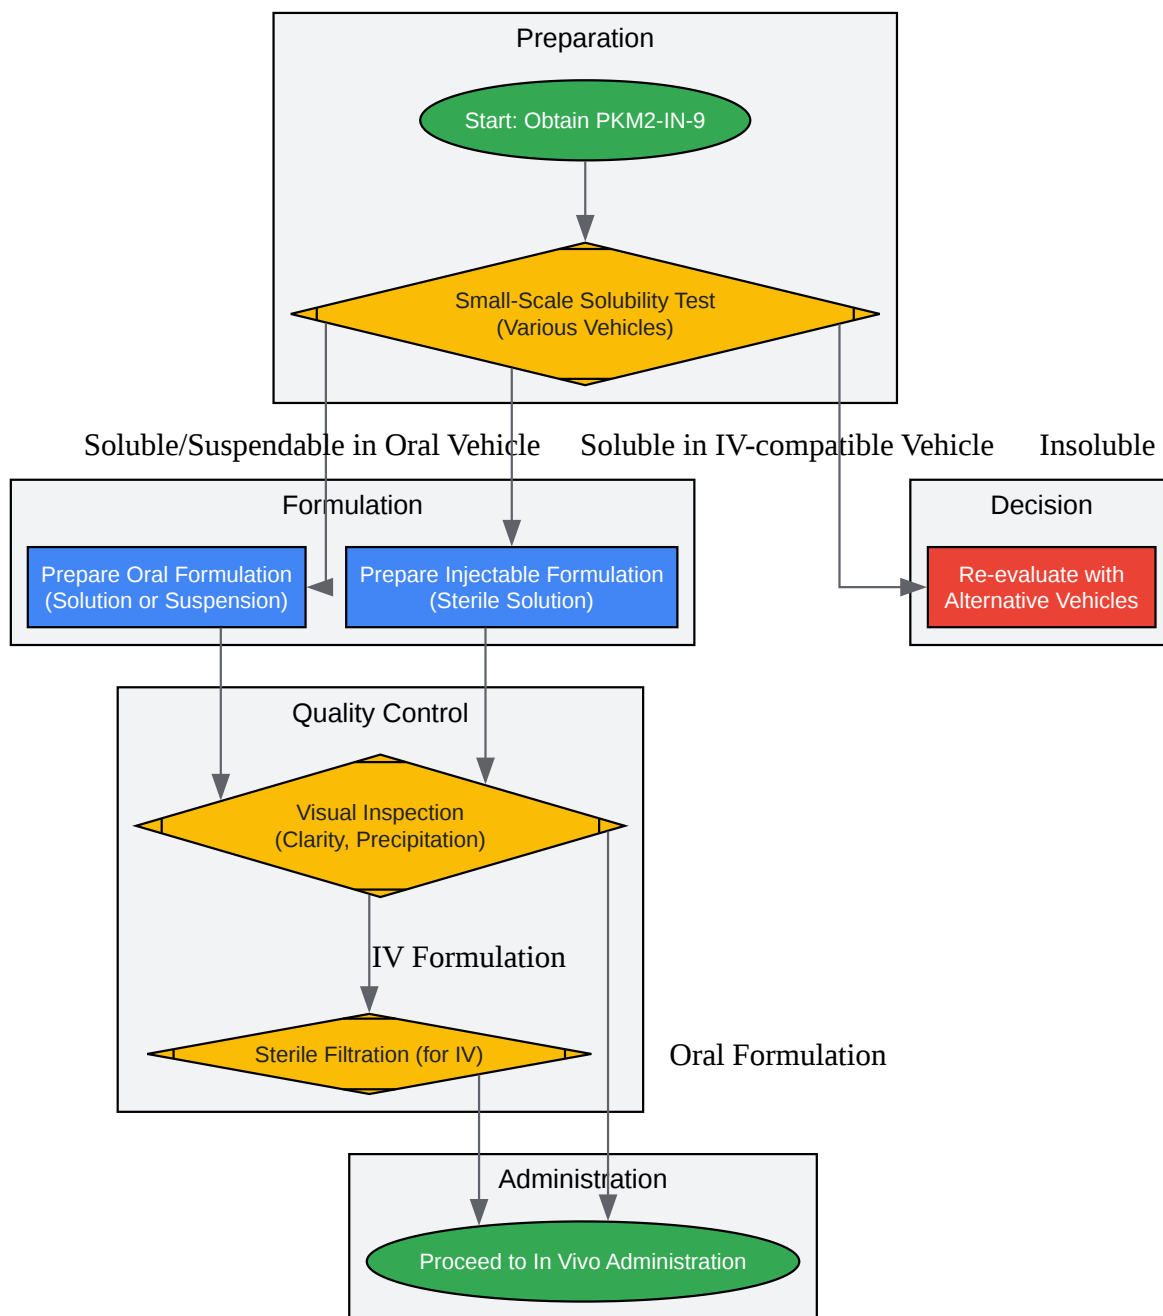 Preparation
Start: Obtain PKM2-IN-9
Small-Scale Solubility Test
(Various Vehicles)
Soluble/Suspendable in Oral Vehicle
Soluble in IV-compatible Vehicle
Insoluble
Formulation
Prepare Oral Formulation
(Solution or Suspension)
Prepare Injectable Formulation
(Sterile Solution)
Decision
Re-evaluate with
Alternative Vehicles
Quality Control
Visual Inspection
(Clarity, Precipitation)
IV Formulation
Sterile Filtration (for IV)
Oral Formulation
Administration
Proceed to In Vivo Administration